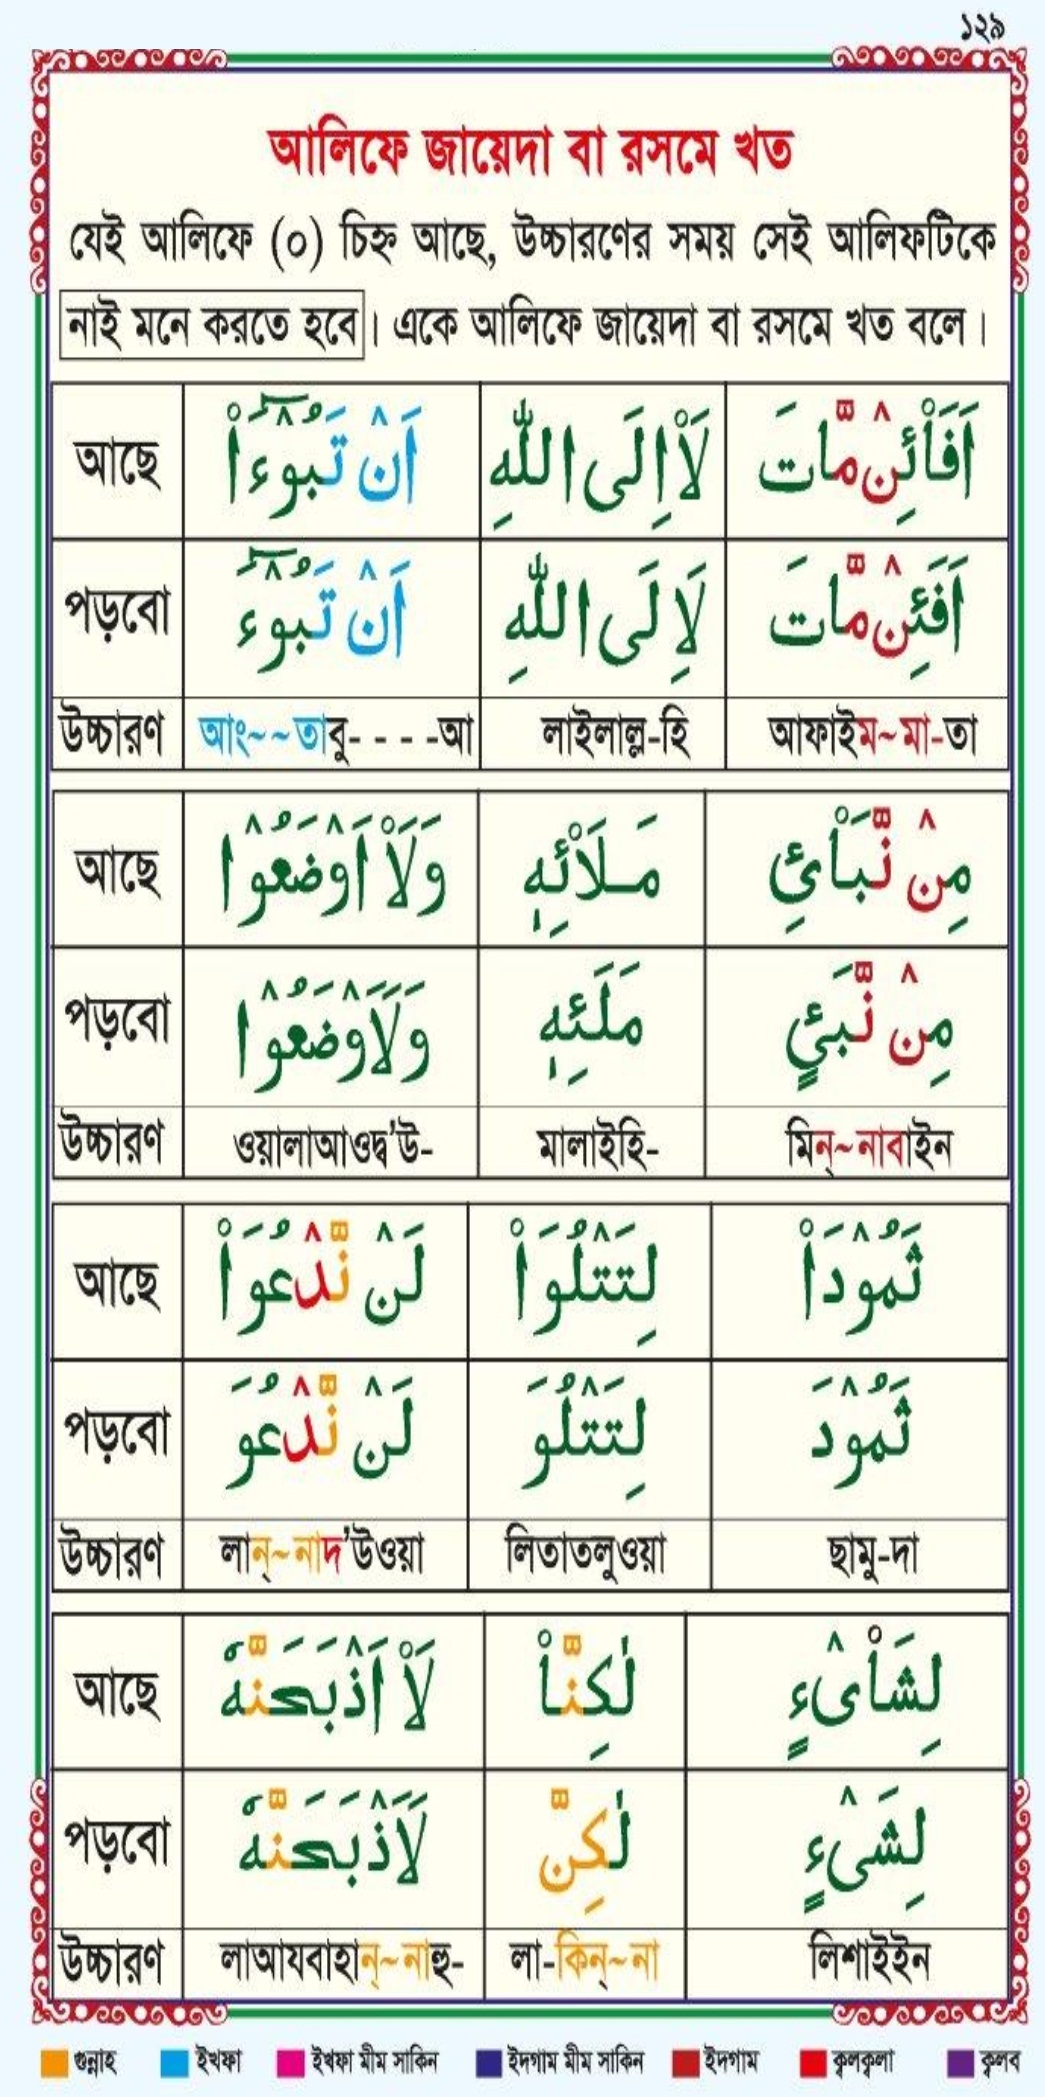 ১২৯
আলিফে জায়েদা বা রসমে খত
যেই আলিফে (০) চিহ্ন আছে, উচ্চারণের সময় সেই আলিফটিকে
নাই মনে করতে হবে। একে আলিফে জায়েদা বা রসমে খত বলে।
আছে اَنْ تَبُوْٓءَاْ لَاْاِلَى اللّٰهِ اَفَاْئِنْ مَّاتَ
পড়বো اَنْ تَبُوْٓءَ لَاِلَى اللّٰهِ اَفَئِنْ مَّاتَ
উচ্চারণ আং~~তাবু- - - -আ লাইলাল্ল-হি আফাইম~মা-তা
আছে وَلَاْ اَوْضَعُوْا مَلَاْئِهٖ مِنْ نَّبَاْئِ
পড়বো وَلَاَوْضَعُوْا مَلَئِهٖ مِنْ نَّبَئٍ
উচ্চারণ ওয়ালাআওদ্ব'উ- মালাইহি- মিন্~নাবাইন
আছে لَنْ نَّدْعُوَاْ لِتَتْلُوَاْ ثَمُوْدَاْ
পড়বো لَنْ نَّدْعُوَ لِتَتْلُوَ ثَمُوْدَ
উচ্চারণ লান্~নাদ'উওয়া লিতাতলুওয়া ছামু-দা
আছে لَاْ اَذْبَحَنَّهٗ لٰكِنَّاْ لِشَاْىْءٍ
পড়বো لَاَذْبَحَنَّهٗ لٰكِنَّ لِشَىْءٍ
উচ্চারণ লাআযবাহান্~নাহু- লা-কিন্~না লিশাইইন
গুন্নাহ ইখফা ইখফা মীম সাকিন ইদগাম মীম সাকিন ইদগাম ক্বলক্বলা ক্বলব